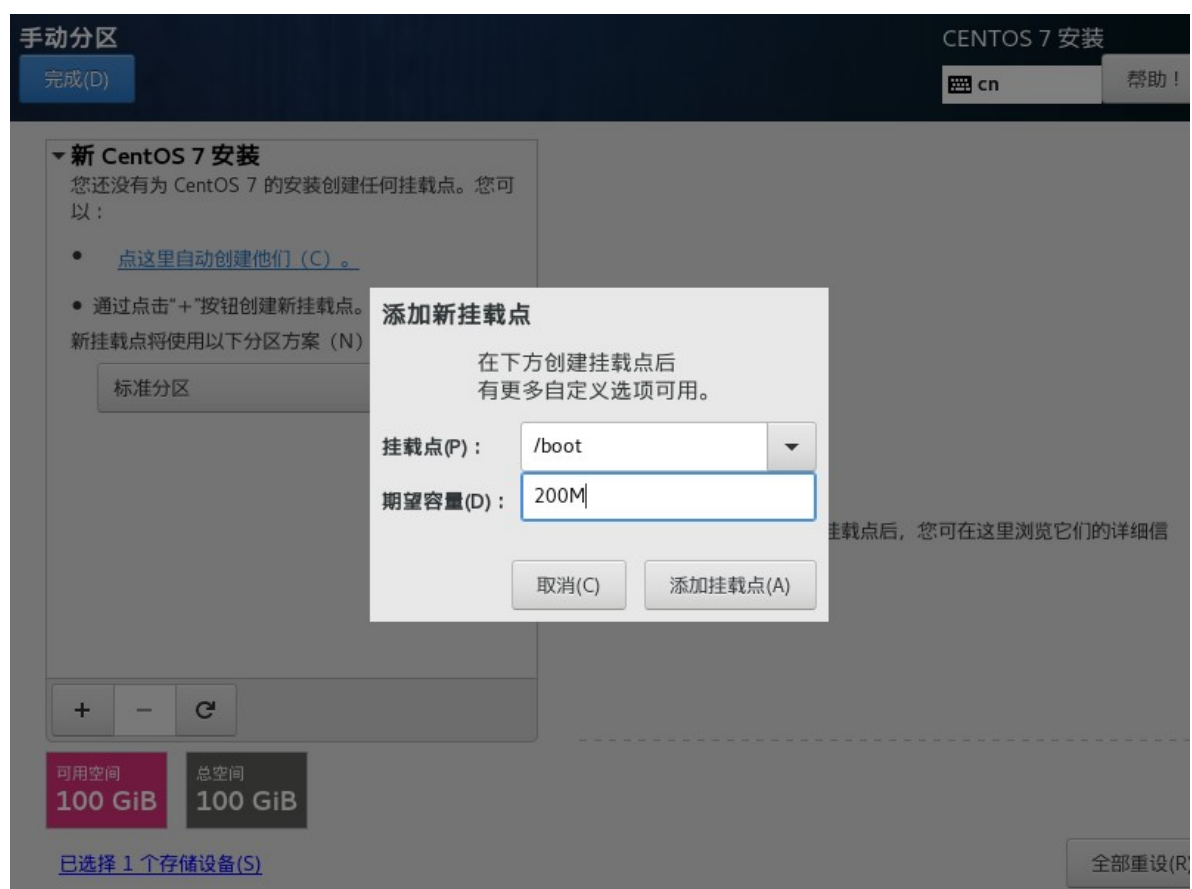 手动分区
完成(D)
CENTOS 7 安装
cn
帮助！
新 CentOS 7 安装
您还没有为 CentOS 7 的安装创建任何挂载点。您可
以：
点这里自动创建他们（C）。
通过点击“+”按钮创建新挂载点。
新挂载点将使用以下分区方案（N）
标准分区
添加新挂载点
在下方创建挂载点后
有更多自定义选项可用。
挂载点(P)：
/boot
期望容量(D)：
200M
取消(C)
添加挂载点(A)
挂载点后，您可在这里浏览它们的详细信
+ −
可用空间
100 GiB
总空间
100 GiB
已选择 1 个存储设备(S)
全部重设(R)